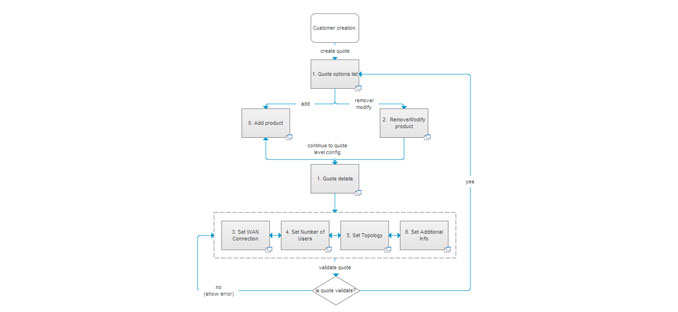 Customer creation
create quote
1. Quote options list
add
remove/
modify
0. Add product
2. Remove/Modify
product
continue to quote
level config
1. Quote details
yes
3. Set WAN
Connection
4. Set Number of
Users
5. Set Topology
6. Set Additional
info
validate quote
no
(show error)
is quote validate?